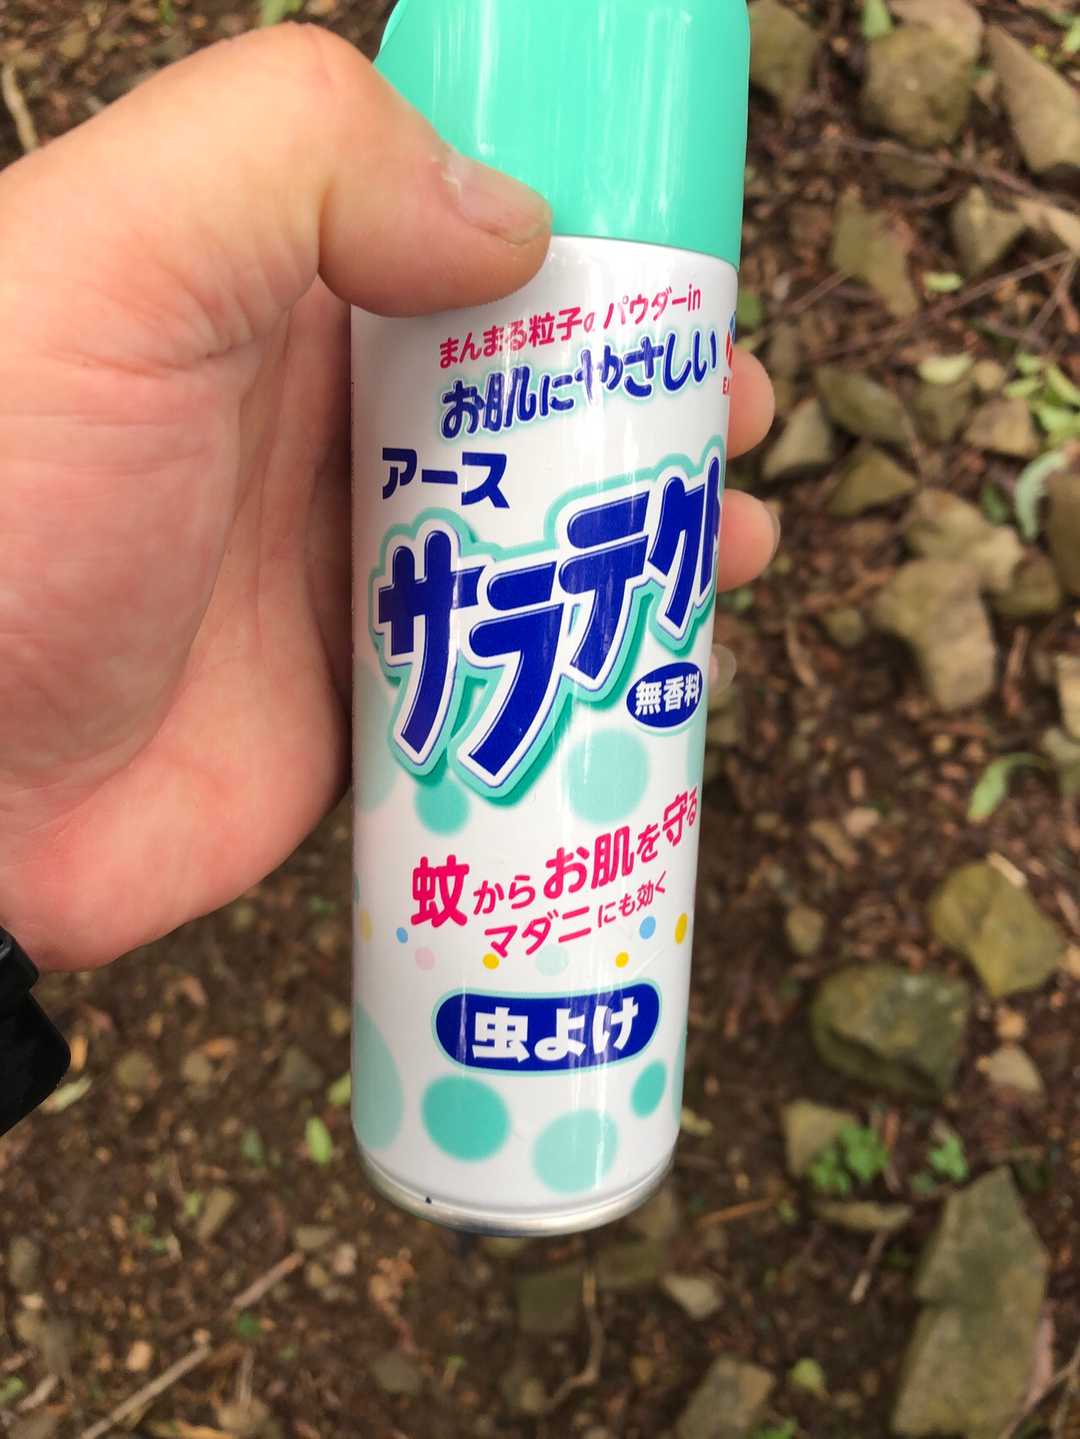 まんまる粒子のパウダーin
お肌にやさしい
アース
サラテクト
無香料
蚊からお肌を守る
マダニにも効く
虫よけ